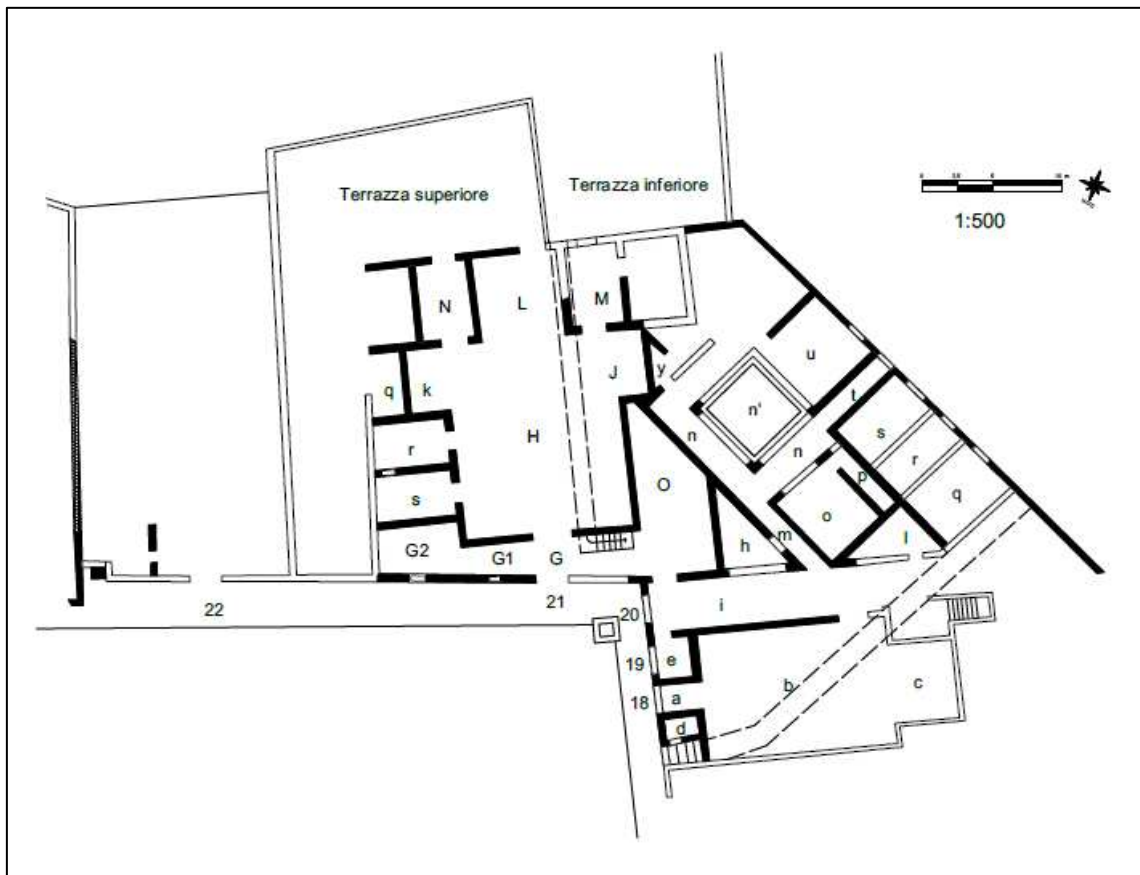 Terrazza superiore
Terrazza inferiore
1:500
N
L
M
u
J
y
t
q
k
n'
s
H
n
n
r
r
p
q
O
s
o
l
h
m
G2
G1
G
22
21
20
i
19
e
18
a
b
c
d